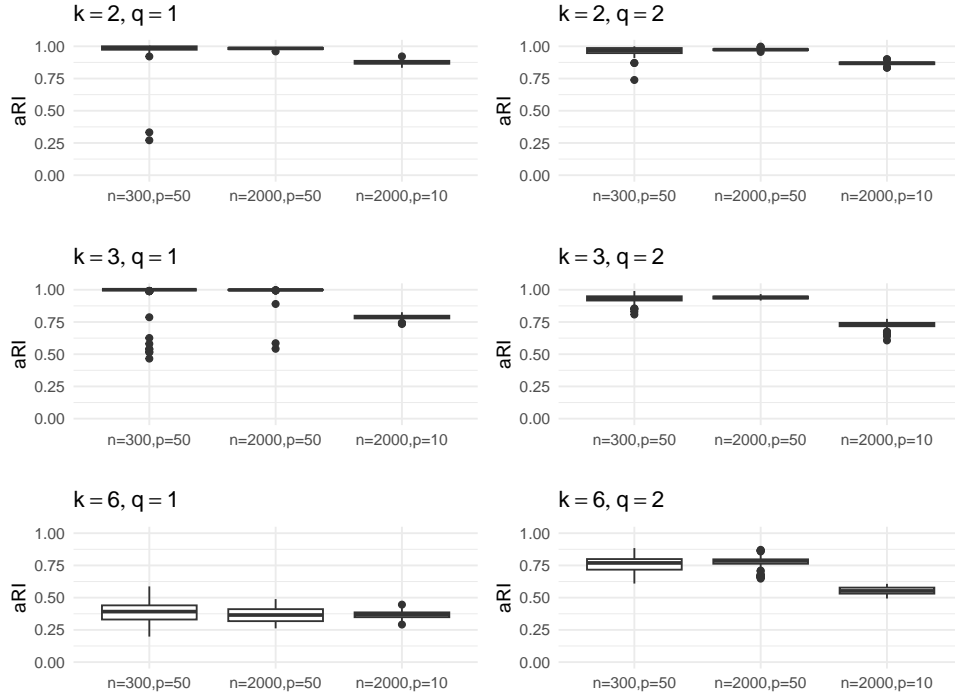 k = 2, q = 1
aRI
1.00
0.75
0.50
0.25
0.00
n=300,p=50 n=2000,p=50 n=2000,p=10
k = 2, q = 2
aRI
1.00
0.75
0.50
0.25
0.00
n=300,p=50 n=2000,p=50 n=2000,p=10
k = 3, q = 1
aRI
1.00
0.75
0.50
0.25
0.00
n=300,p=50 n=2000,p=50 n=2000,p=10
k = 3, q = 2
aRI
1.00
0.75
0.50
0.25
0.00
n=300,p=50 n=2000,p=50 n=2000,p=10
k = 6, q = 1
aRI
1.00
0.75
0.50
0.25
0.00
n=300,p=50 n=2000,p=50 n=2000,p=10
k = 6, q = 2
aRI
1.00
0.75
0.50
0.25
0.00
n=300,p=50 n=2000,p=50 n=2000,p=10